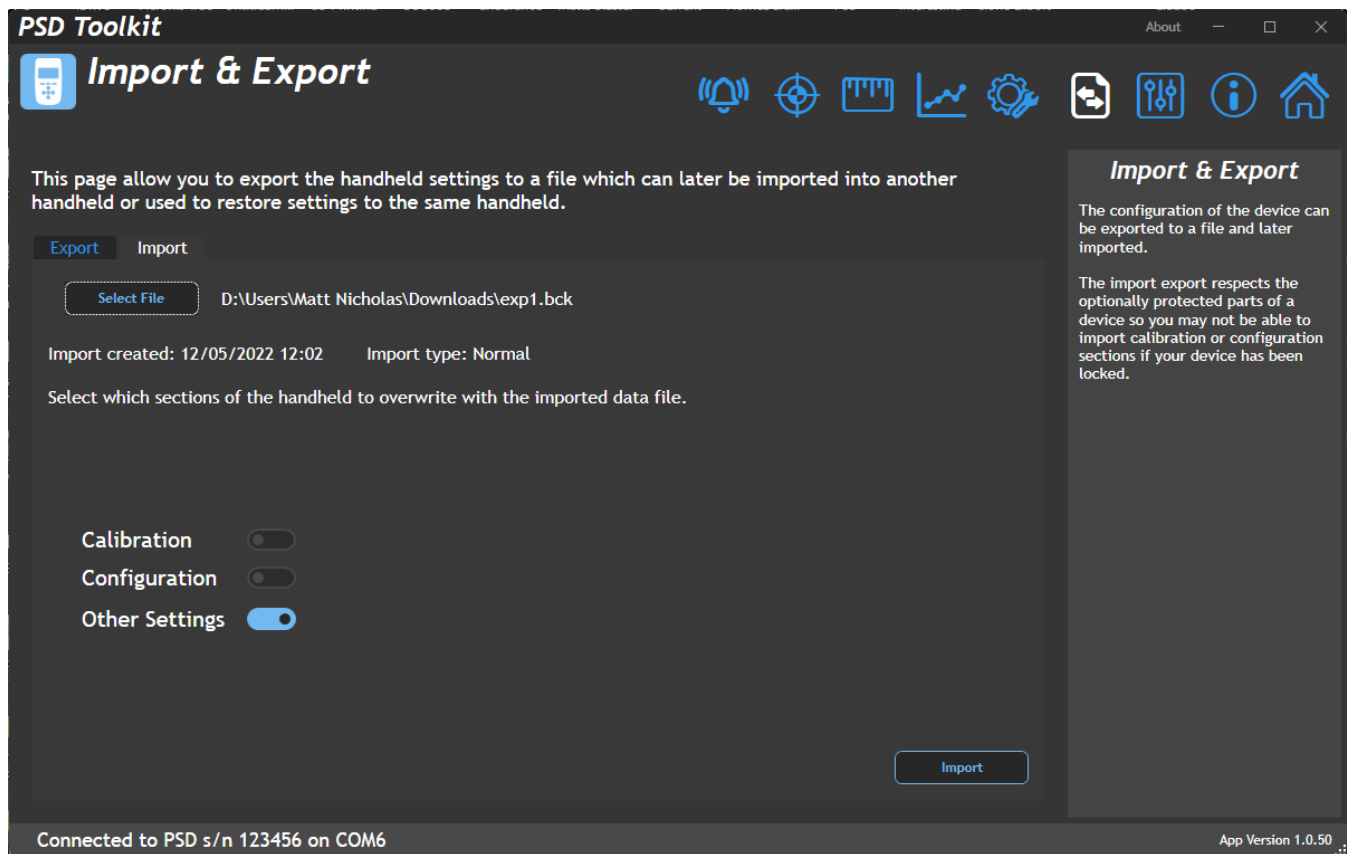 PSD Toolkit
About
Import & Export
This page allow you to export the handheld settings to a file which can later be imported into another
handheld or used to restore settings to the same handheld.
Export Import
Select File D:\Users\Matt Nicholas\Downloads\exp1.bck
Import created: 12/05/2022 12:02 Import type: Normal
Select which sections of the handheld to overwrite with the imported data file.
Calibration
Configuration
Other Settings
Import
Import & Export
The configuration of the device can
be exported to a file and later
imported.
The import export respects the
optionally protected parts of a
device so you may not be able to
import calibration or configuration
sections if your device has been
locked.
Connected to PSD s/n 123456 on COM6
App Version 1.0.50